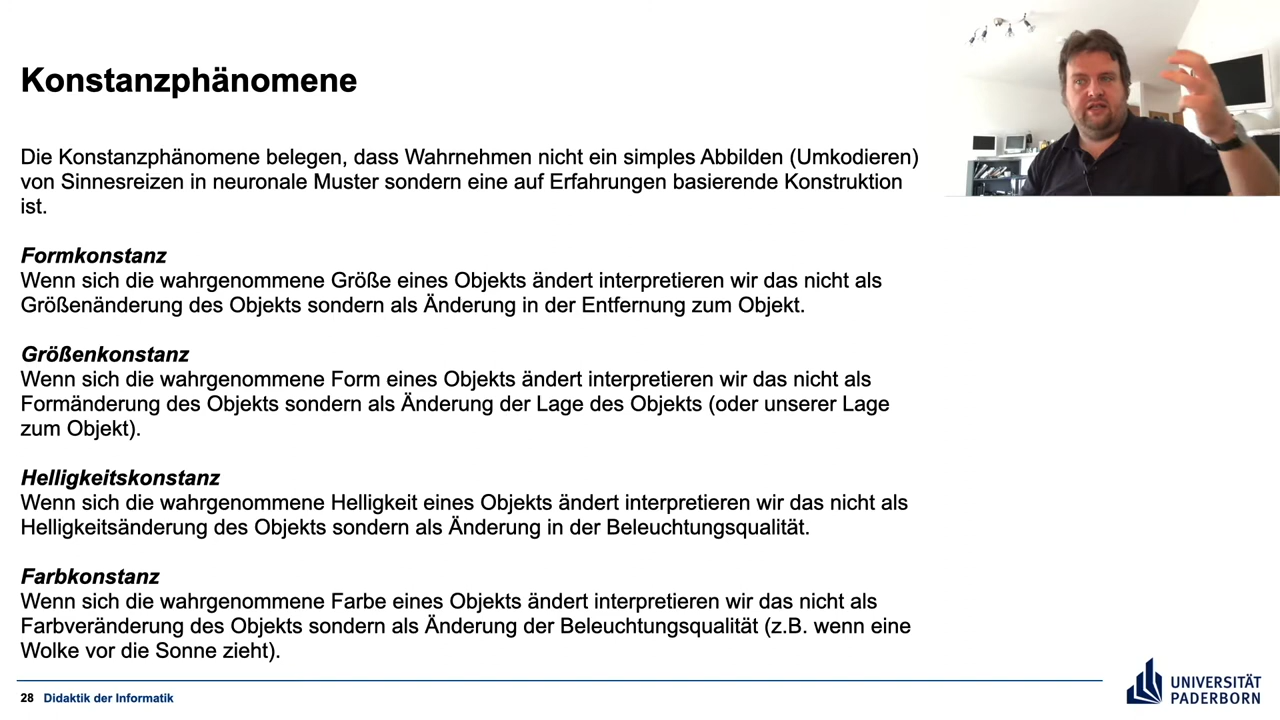 Konstanzphänomene
Die Konstanzphänomene belegen, dass Wahrnehmen nicht ein simples Abbilden (Umkodieren)
von Sinnesreizen in neuronale Muster sondern eine auf Erfahrungen basierende Konstruktion
ist.
Formkonstanz
Wenn sich die wahrgenommene Größe eines Objekts ändert interpretieren wir das nicht als
Größenänderung des Objekts sondern als Änderung in der Entfernung zum Objekt.
Größenkonstanz
Wenn sich die wahrgenommene Form eines Objekts ändert interpretieren wir das nicht als
Formänderung des Objekts sondern als Änderung der Lage des Objekts (oder unserer Lage
zum Objekt).
Helligkeitskonstanz
Wenn sich die wahrgenommene Helligkeit eines Objekts ändert interpretieren wir das nicht als
Helligkeitsänderung des Objekts sondern als Änderung in der Beleuchtungsqualität.
Farbkonstanz
Wenn sich die wahrgenommene Farbe eines Objekts ändert interpretieren wir das nicht als
Farbveränderung des Objekts sondern als Änderung der Beleuchtungsqualität (z.B. wenn eine
Wolke vor die Sonne zieht).
28 Didaktik der Informatik
UNIVERSITÄT
PADERBORN